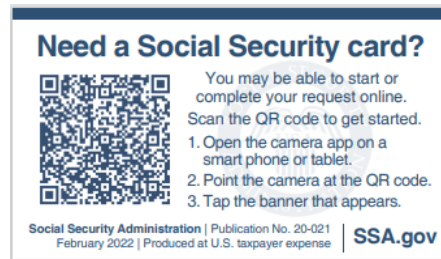 Need a Social Security card?
You may be able to start or
complete your request online.
Scan the QR code to get started.
1. Open the camera app on a
smart phone or tablet.
2. Point the camera at the QR code.
3. Tap the banner that appears.
Social Security Administration | Publication No. 20-021
February 2022 | Produced at U.S. taxpayer expense
SSA.gov